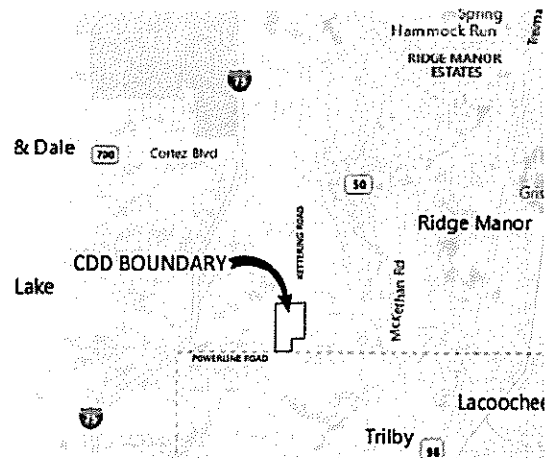 Spring
Hammock Run
RIDGE MANOR
ESTATES
75
& Dale
700
Cortez Blvd
50
Ridge Manor
KETTERING ROAD
CDD BOUNDARY
Lake
McKethan Rd
POWERLINE ROAD
75
Lacoochee
Trilby
98